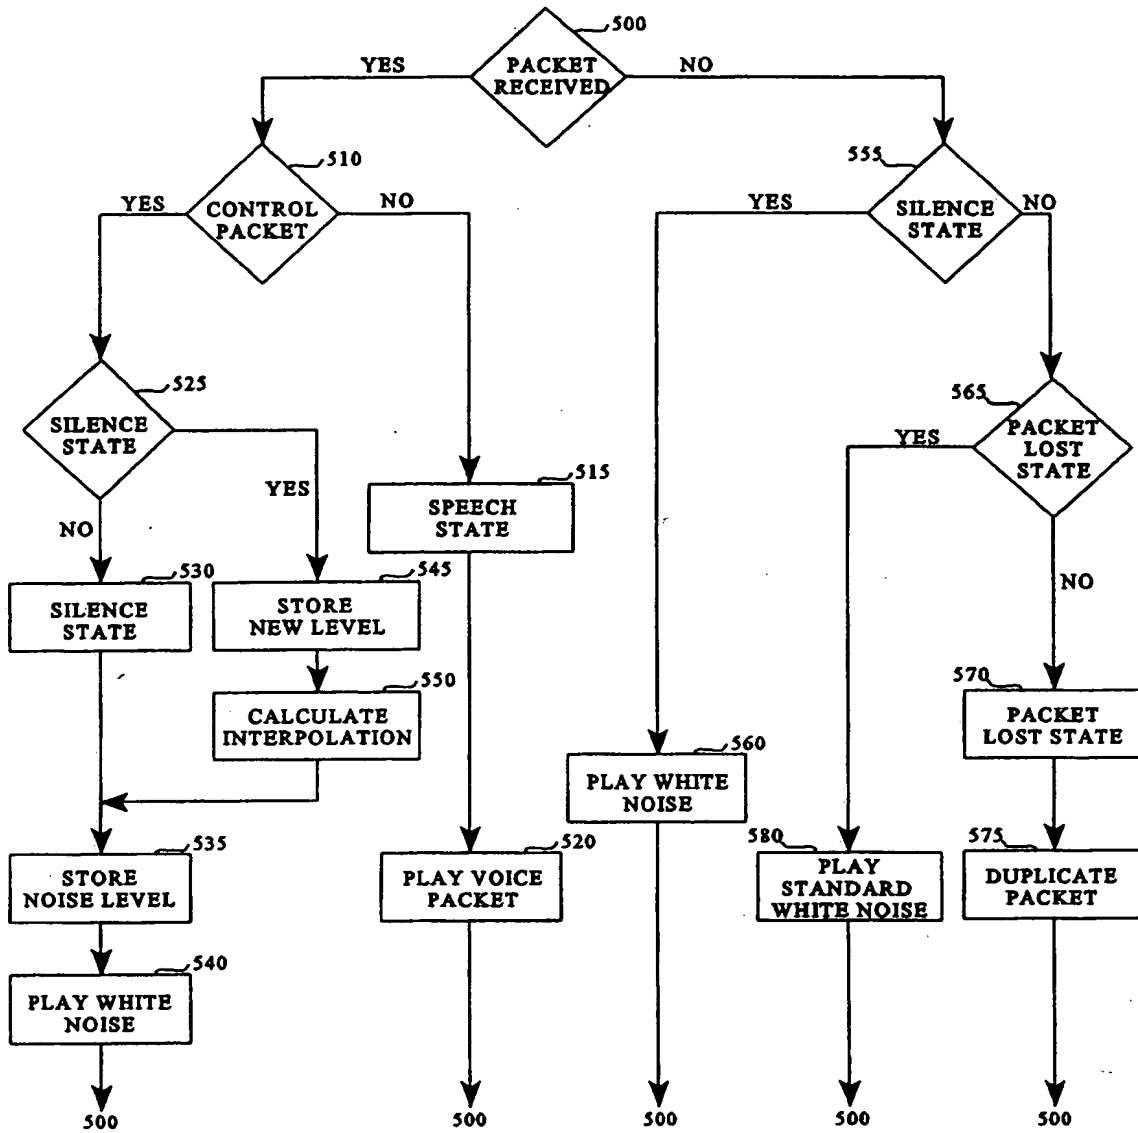 500
YES
PACKET
RECEIVED
NO
510
555
YES
CONTROL
PACKET
NO
YES
SILENCE
STATE
NO
525
SILENCE
STATE
565
PACKET
LOST
STATE
YES
YES
515
SPEECH
STATE
NO
530
SILENCE
STATE
545
STORE
NEW LEVEL
NO
550
CALCULATE
INTERPOLATION
570
PACKET
LOST STATE
560
PLAY WHITE
NOISE
535
STORE
NOISE LEVEL
520
PLAY VOICE
PACKET
580
PLAY
STANDARD
WHITE NOISE
575
DUPLICATE
PACKET
540
PLAY WHITE
NOISE
500
500
500
500
500